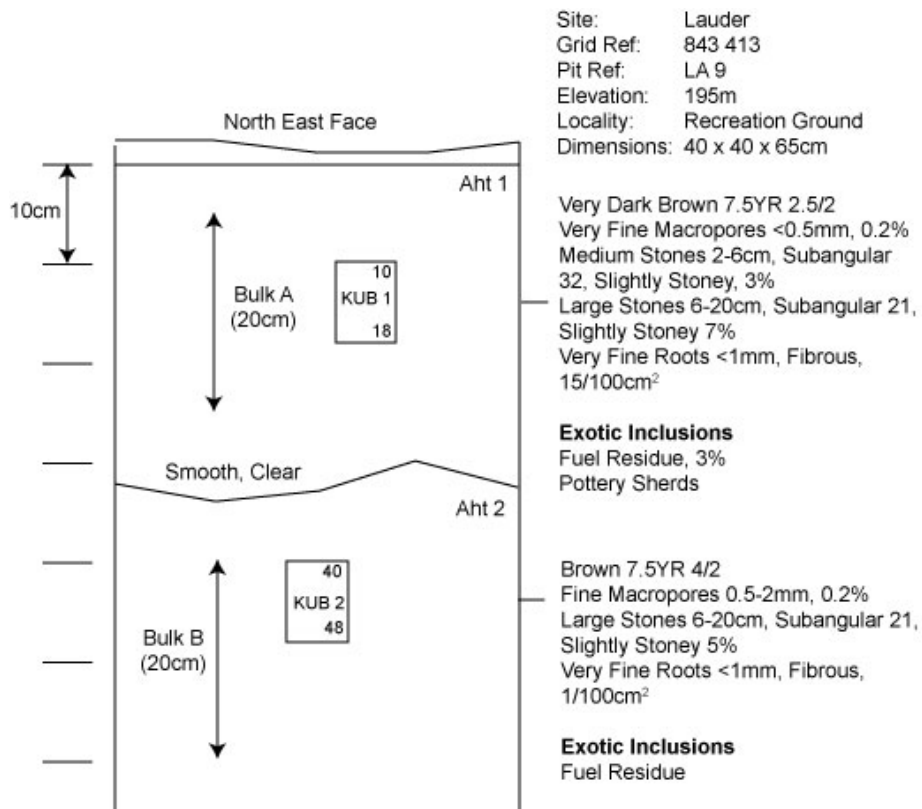 Site: Lauder
Grid Ref: 843 413
Pit Ref: LA 9
Elevation: 195m
Locality: Recreation Ground
Dimensions: 40 x 40 x 65cm
North East Face
10cm
Aht 1
Bulk A
(20cm)
10
KUB 1
18
Very Dark Brown 7.5YR 2.5/2
Very Fine Macropores <0.5mm, 0.2%
Medium Stones 2-6cm, Subangular
32, Slightly Stoney, 3%
Large Stones 6-20cm, Subangular 21,
Slightly Stoney 7%
Very Fine Roots <1mm, Fibrous,
15/100cm²
Exotic Inclusions
Fuel Residue, 3%
Pottery Sherds
Smooth, Clear
Aht 2
Bulk B
(20cm)
40
KUB 2
48
Brown 7.5YR 4/2
Fine Macropores 0.5-2mm, 0.2%
Large Stones 6-20cm, Subangular 21,
Slightly Stoney 5%
Very Fine Roots <1mm, Fibrous,
1/100cm²
Exotic Inclusions
Fuel Residue